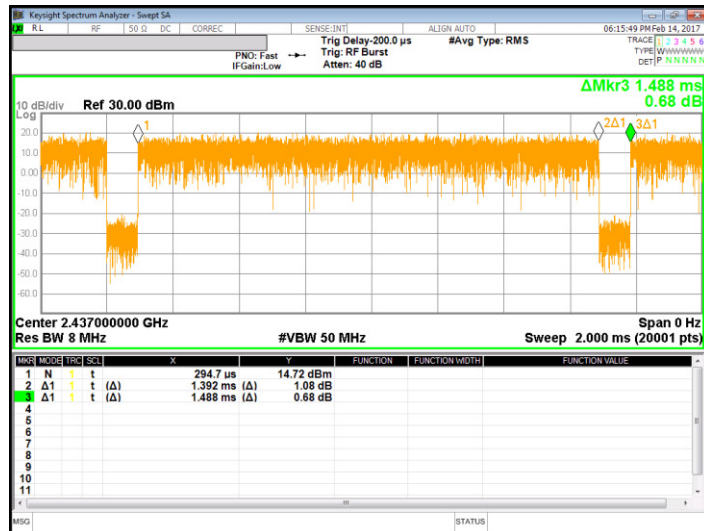 Keysight Spectrum Analyzer - Swept SA
RL RF 50 Ω DC CORREC SENSE:INT ALIGN AUTO 06:15:49 PM Feb 14, 2017
Trig Delay-200.0 µs #Avg Type: RMS TRACE 1 2 3 4 5 6
PNO: Fast Trig: RF Burst TYPE WWWWWW
IFGain:Low Atten: 40 dB DET P N N N N N
ΔMkr3 1.488 ms
0.68 dB
10 dB/div Ref 30.00 dBm
Log
1 2Δ1 3Δ1
20.0
10.0
0.00
-10.0
-20.0
-30.0
-40.0
-50.0
-60.0
Center 2.437000000 GHz Span 0 Hz
Res BW 8 MHz #VBW 50 MHz Sweep 2.000 ms (20001 pts)
MKR MODE TRC SCL X Y FUNCTION FUNCTION WIDTH FUNCTION VALUE
1 N 1 t 294.7 µs 14.72 dBm
2 Δ1 1 t (Δ) 1.392 ms (Δ) 1.08 dB
3 Δ1 1 t (Δ) 1.488 ms (Δ) 0.68 dB
4
5
6
7
8
9
10
11
MSG STATUS